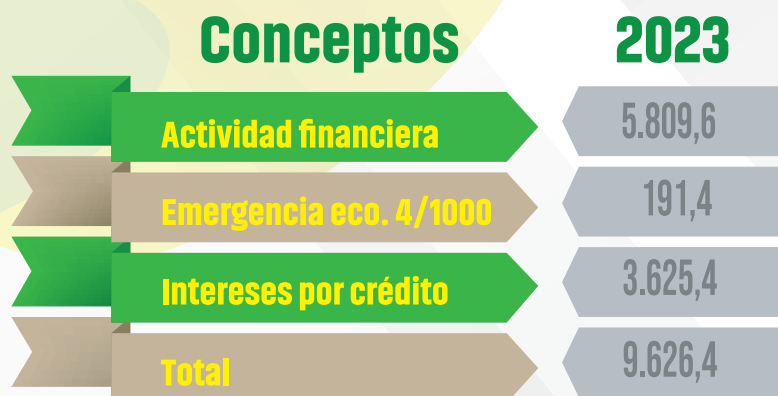 Conceptos 2023
Actividad financiera 5.809,6
Emergencia eco. 4/1000 191,4
Intereses por crédito 3.625,4
Total 9.626,4